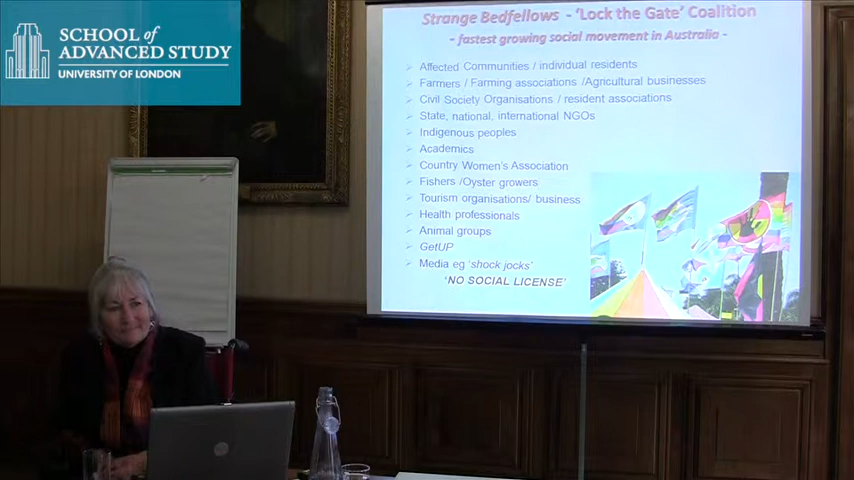 SCHOOL of
ADVANCED STUDY
UNIVERSITY OF LONDON
Strange Bedfellows - 'Lock the Gate' Coalition
- fastest growing social movement in Australia -
Affected Communities / individual residents
Farmers / Farming associations /Agricultural businesses
Civil Society Organisations / resident associations
State, national, international NGOs
Indigenous peoples
Academics
Country Women's Association
Fishers /Oyster growers
Tourism organisations/ business
Health professionals
Animal groups
GetUP
Media eg 'shock jocks'
'NO SOCIAL LICENSE'